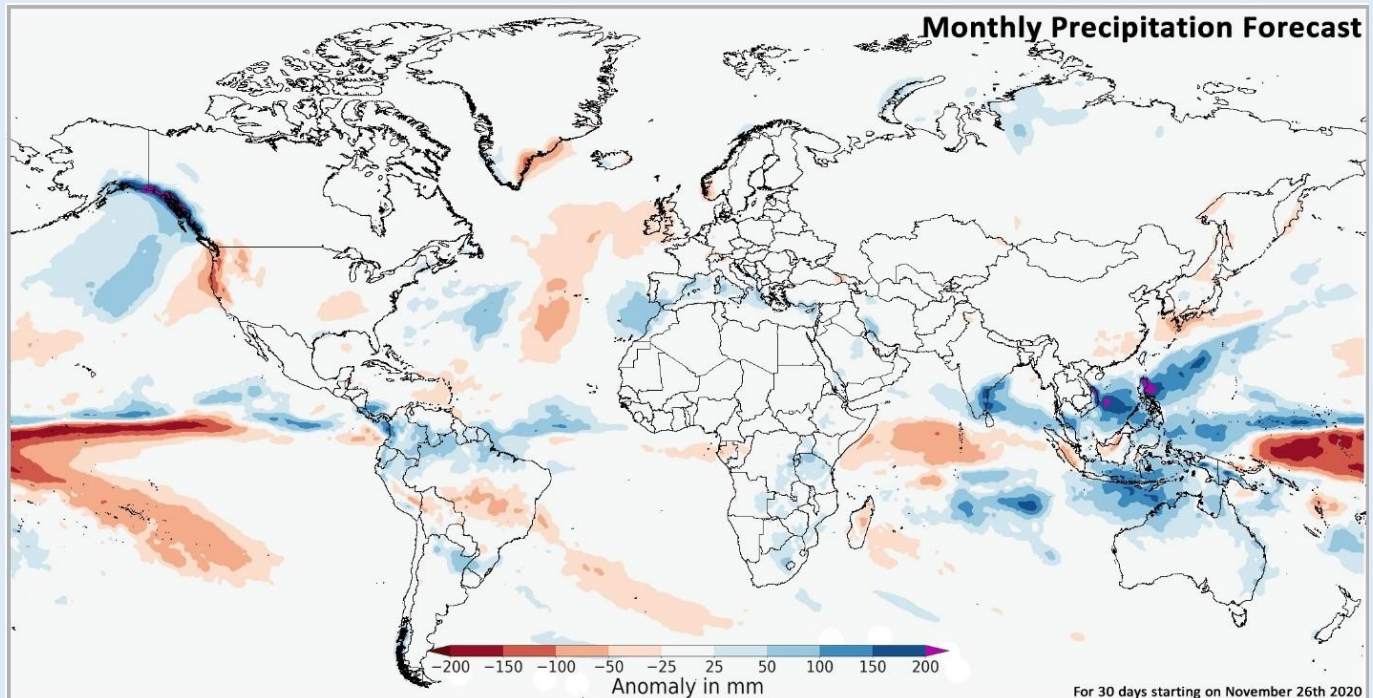 Monthly Precipitation Forecast
−200 −150 −100 −50 −25 25 50 100 150 200
Anomaly in mm
For 30 days starting on November 26th 2020